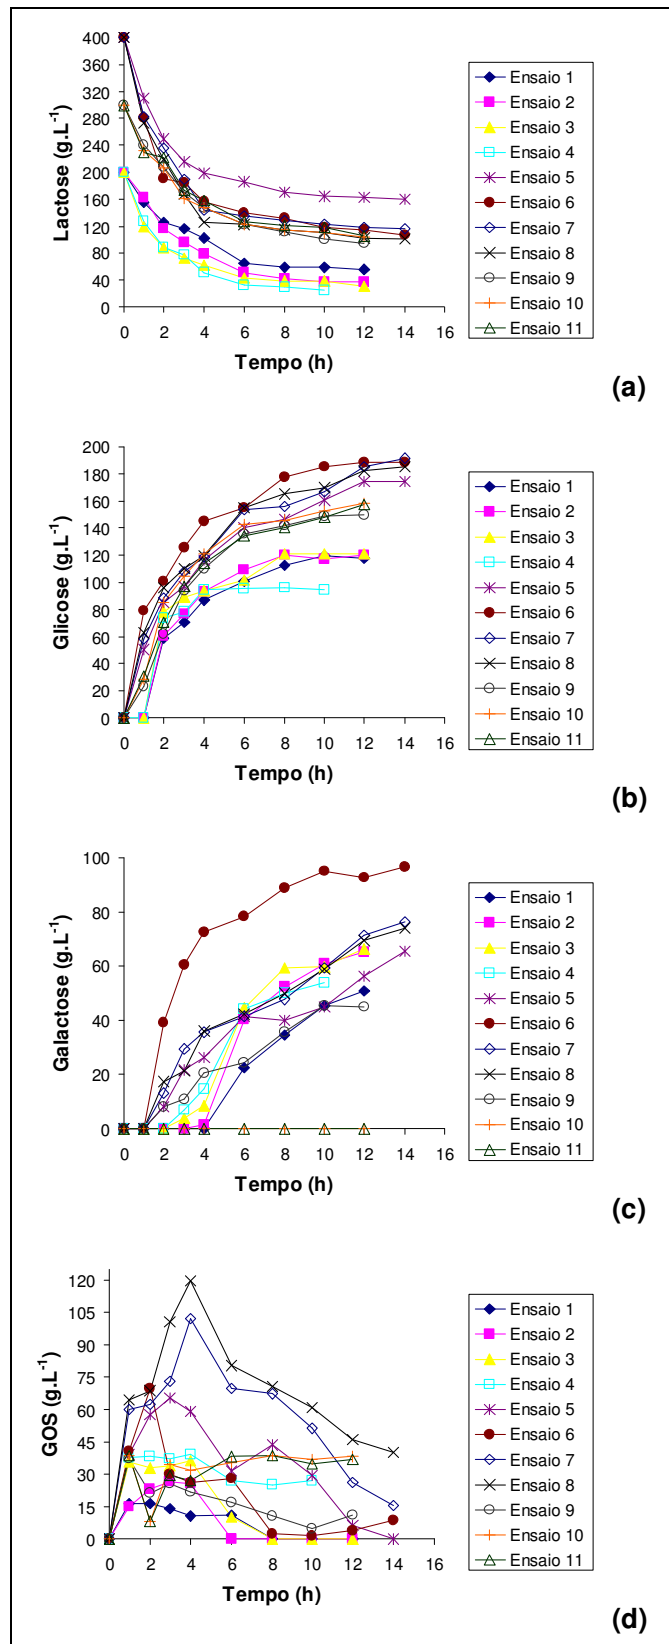 400
360
320
280
240
200
160
120
80
40
0
Lactose (g.L-1)
0 2 4 6 8 10 12 14 16
Tempo (h)
Ensaio 1
Ensaio 2
Ensaio 3
Ensaio 4
Ensaio 5
Ensaio 6
Ensaio 7
Ensaio 8
Ensaio 9
Ensaio 10
Ensaio 11
(a)
200
180
160
140
120
100
80
60
40
20
0
Glicose (g.L-1)
0 2 4 6 8 10 12 14 16
Tempo (h)
Ensaio 1
Ensaio 2
Ensaio 3
Ensaio 4
Ensaio 5
Ensaio 6
Ensaio 7
Ensaio 8
Ensaio 9
Ensaio 10
Ensaio 11
(b)
100
80
60
40
20
0
Galactose (g.L-1)
0 2 4 6 8 10 12 14 16
Tempo (h)
Ensaio 1
Ensaio 2
Ensaio 3
Ensaio 4
Ensaio 5
Ensaio 6
Ensaio 7
Ensaio 8
Ensaio 9
Ensaio 10
Ensaio 11
(c)
120
105
90
75
60
45
30
15
0
GOS (g.L-1)
0 2 4 6 8 10 12 14 16
Tempo (h)
Ensaio 1
Ensaio 2
Ensaio 3
Ensaio 4
Ensaio 5
Ensaio 6
Ensaio 7
Ensaio 8
Ensaio 9
Ensaio 10
Ensaio 11
(d)